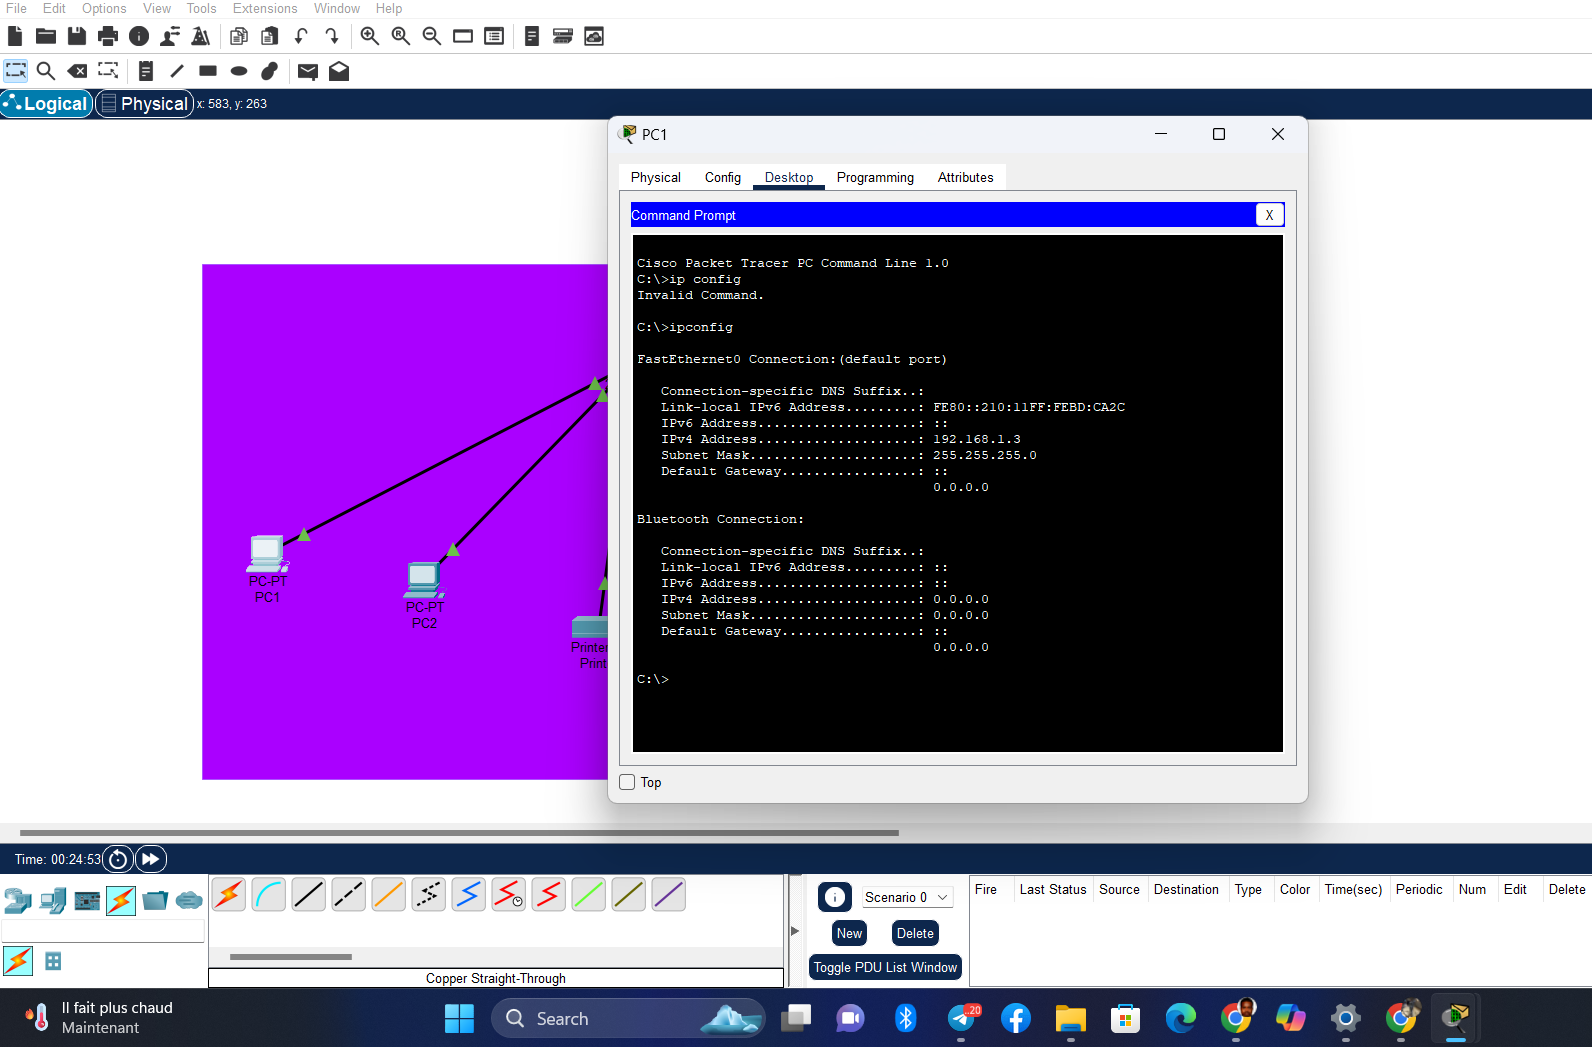 File Edit Options View Tools Extensions Window Help
Logical Physical x: 583, y: 263
PC1
Physical Config Desktop Programming Attributes
Command Prompt X
Cisco Packet Tracer PC Command Line 1.0
C:\>ip config
Invalid Command.
C:\>ipconfig
FastEthernet0 Connection:(default port)
Connection-specific DNS Suffix..:
Link-local IPv6 Address.........: FE80::210:11FF:FEBD:CA2C
IPv6 Address....................: ::
IPv4 Address....................: 192.168.1.3
Subnet Mask.....................: 255.255.255.0
Default Gateway.................: ::
0.0.0.0
Bluetooth Connection:
Connection-specific DNS Suffix..:
Link-local IPv6 Address.........: ::
IPv6 Address....................: ::
IPv4 Address....................: 0.0.0.0
Subnet Mask.....................: 0.0.0.0
Default Gateway.................: ::
0.0.0.0
C:\>
Top
PC-PT
PC1
PC-PT
PC2
Printer
Print
Time: 00:24:53
Copper Straight-Through
Scenario 0
New Delete
Toggle PDU List Window
Fire Last Status Source Destination Type Color Time(sec) Periodic Num Edit Delete
Il fait plus chaud
Maintenant
Search
..20